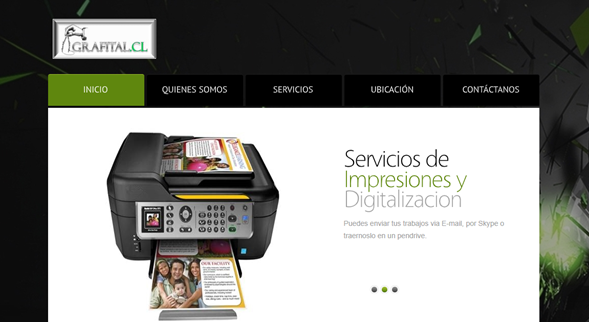 GRAFITAL.CL
INICIO
QUIENES SOMOS
SERVICIOS
UBICACIÓN
CONTÁCTANOS
Servicios de
Impresiones y
Digitalizacion
Puedes enviar tus trabajos via E-mail, por Skype o
traernoslo en un pendrive.
OUR FACILITY